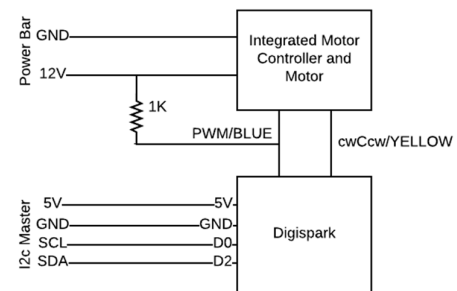 Power Bar
GND
12V
1K
Integrated Motor
Controller and
Motor
PWM/BLUE
cwCcw/YELLOW
I2c Master
5V
GND
SCL
SDA
5V
GND
D0
D2
Digispark